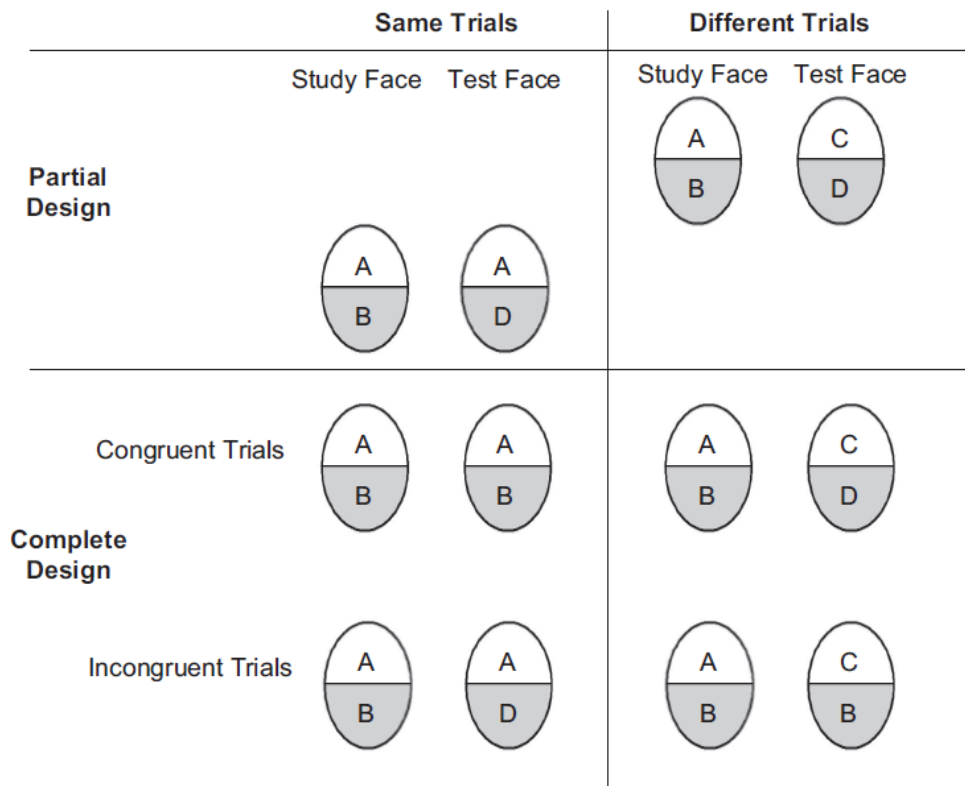 Same Trials
Different Trials
Study Face Test Face
Study Face Test Face
A C
B D
Partial
Design
A A
B D
Congruent Trials
A A
B B
A C
B D
Complete
Design
Incongruent Trials
A A
B D
A C
B B